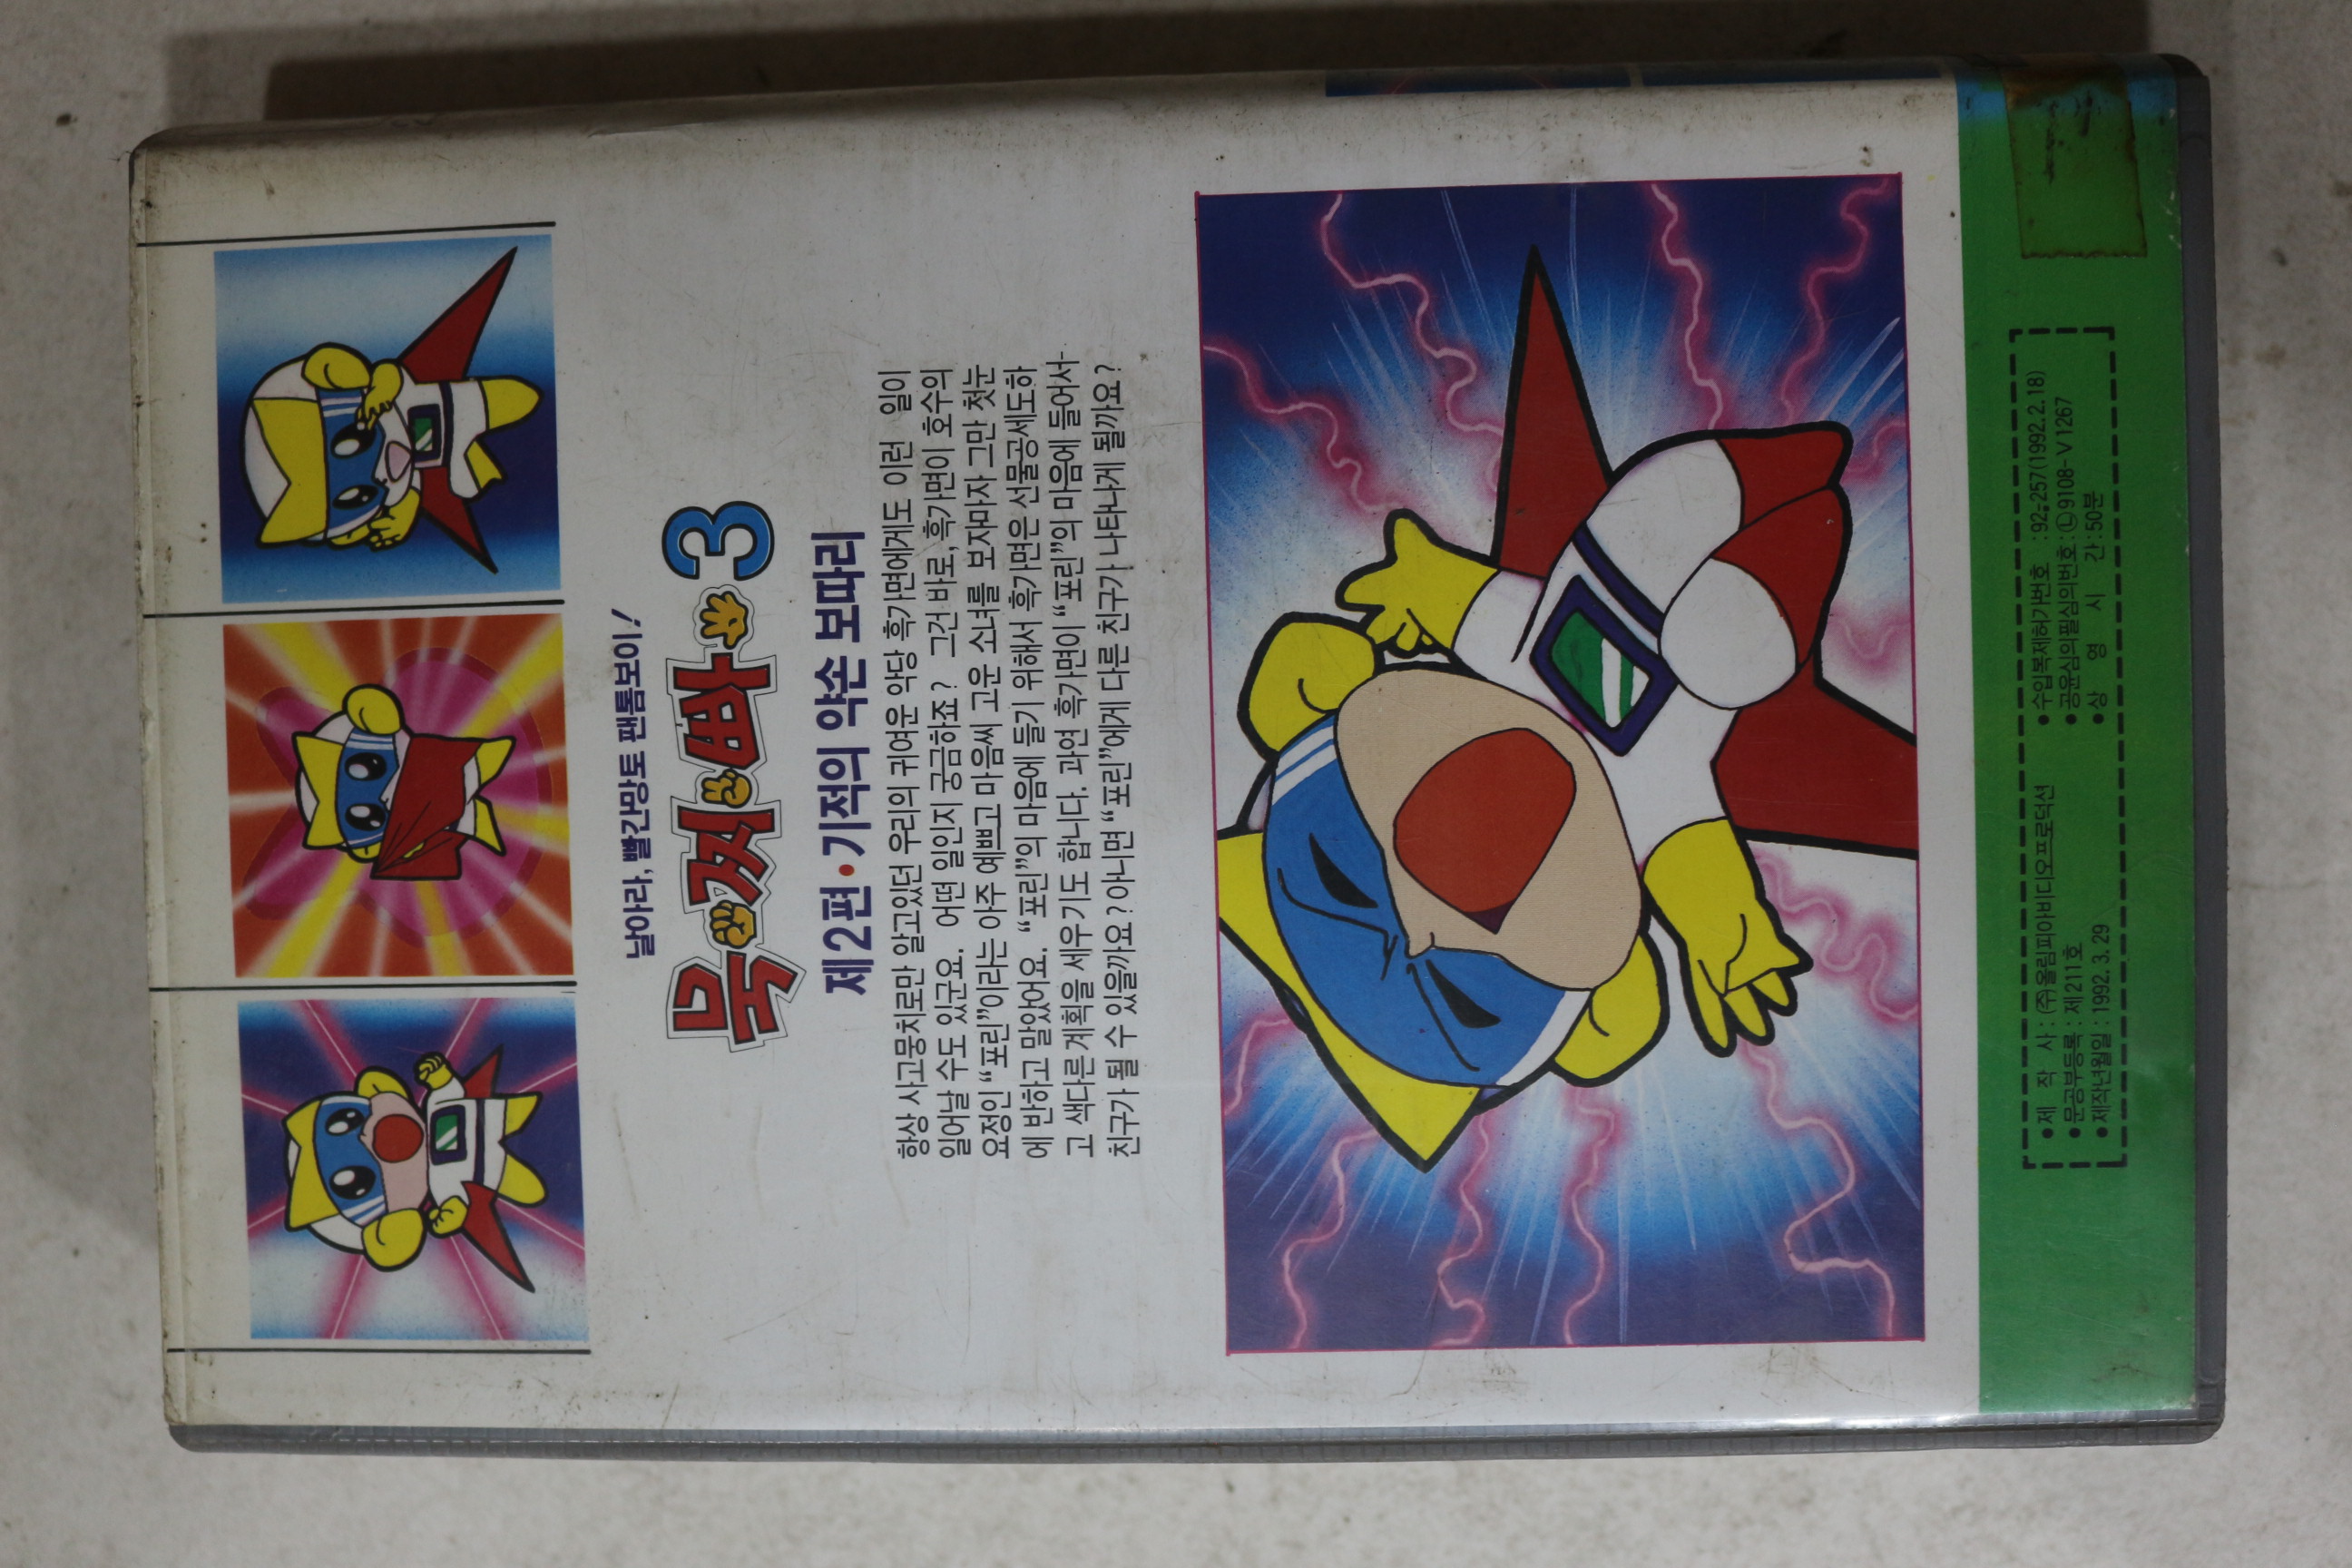 날아라, 빨간망토 팬톰보이!
묵찌빠3
제2편·기적의 약손 보따리
항상 사고뭉치로만 알고있던 우리의 귀여운 악당 흑가면에게도 이런 일이
일어날 수도 있군요. 어떤 일인지 궁금하죠? 그건 바로, 흑가면이 호수의
요정인 “포린”이라는 아주 예쁘고 마음씨 고운 소녀를 보자마자 그만 첫눈
에 반하고 말았어요. “포린”의 마음에 들기 위해서 흑가면은 선물공세도하
고 색다른 계획을 세우기도 합니다. 과연 흑가면이 “포린”의 마음에 들어서
친구가 될 수 있을까요? 아니면 “포린”에게 다른 친구가 나타나게 될까요?
●제 작 사 : (주)올림피아비디오프로덕션
●문공부등록 : 제211호
●제작년월일 : 1992. 3. 29
●수입복제허가번호 : 92-257(1992. 2. 18)
●공윤심의필심의번호 : Ⓛ9108-V1267
●상 영 시 간 : 50분